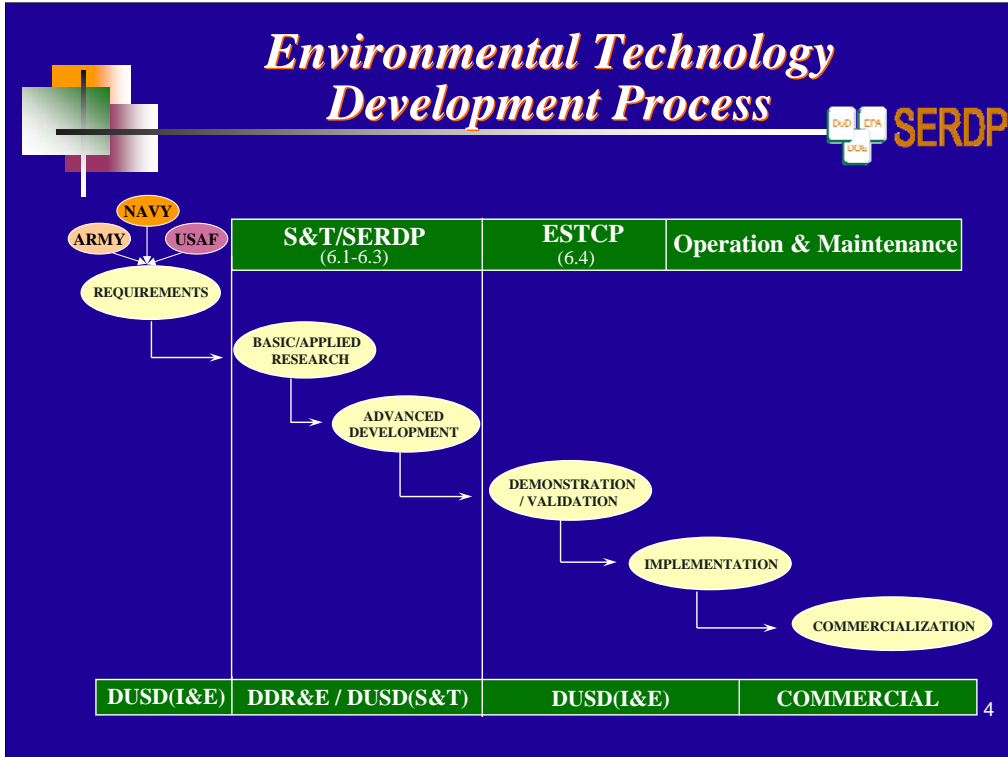 Environmental Technology
Development Process
DoD EPA
DOE
SERDP
NAVY
ARMY
USAF
REQUIREMENTS
S&T/SERDP
(6.1-6.3)
ESTCP
(6.4)
Operation & Maintenance
BASIC/APPLIED
RESEARCH
ADVANCED
DEVELOPMENT
DEMONSTRATION
/ VALIDATION
IMPLEMENTATION
COMMERCIALIZATION
DUSD(I&E)
DDR&E / DUSD(S&T)
DUSD(I&E)
COMMERCIAL
4